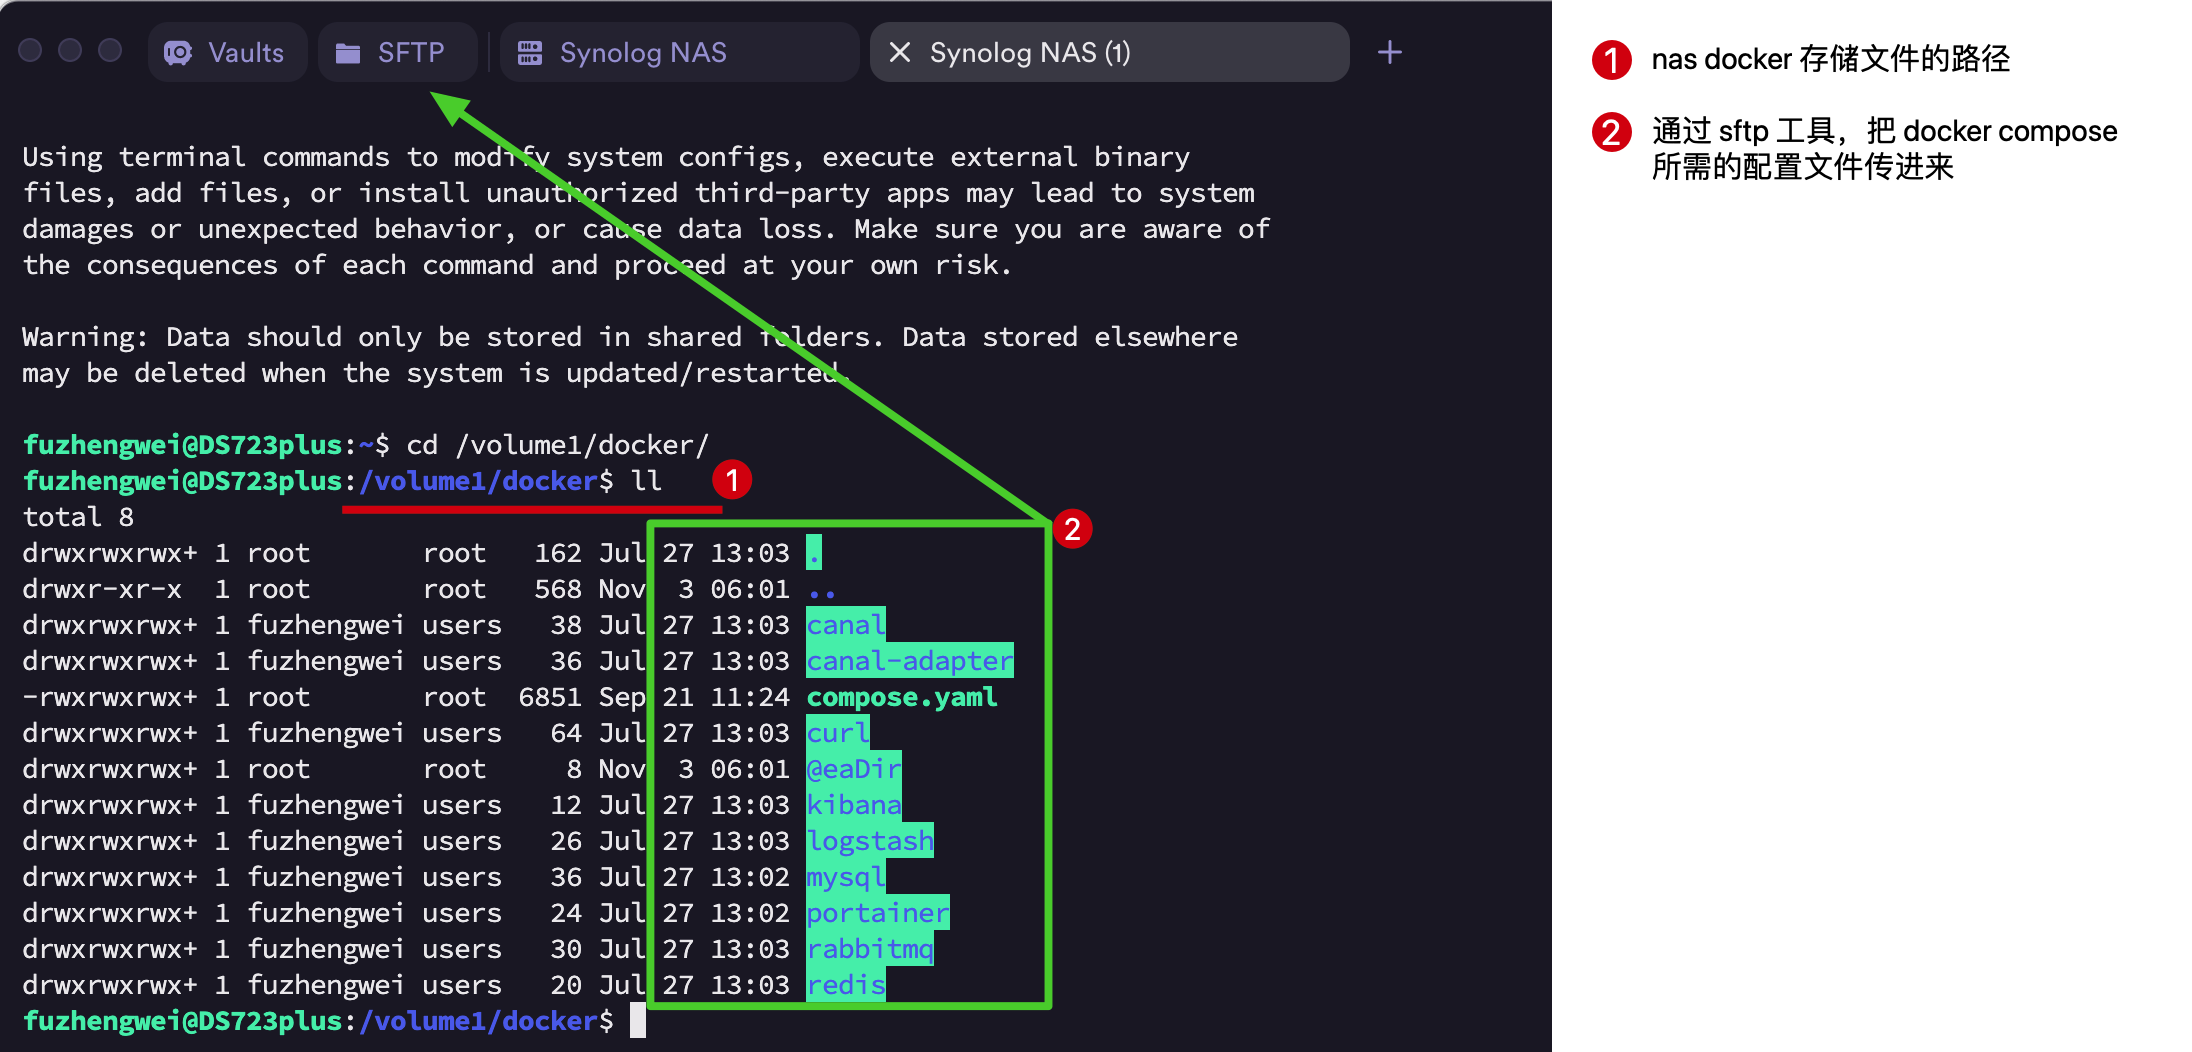 Vaults SFTP Synolog NAS Synolog NAS (1)
Using terminal commands to modify system configs, execute external binary
files, add files, or install unauthorized third-party apps may lead to system
damages or unexpected behavior, or cause data loss. Make sure you are aware of
the consequences of each command and proceed at your own risk.
Warning: Data should only be stored in shared folders. Data stored elsewhere
may be deleted when the system is updated/restarted.
fuzhengwei@DS723plus:~$ cd /volume1/docker/
fuzhengwei@DS723plus:/volume1/docker$ ll
1
total 8
2
drwxrwxrwx+ 1 root       root   162 Jul 27 13:03 .
drwxr-xr-x  1 root       root   568 Nov  3 06:01 ..
drwxrwxrwx+ 1 fuzhengwei users   38 Jul 27 13:03 canal
drwxrwxrwx+ 1 fuzhengwei users   36 Jul 27 13:03 canal-adapter
-rwxrwxrwx+ 1 root       root  6851 Sep 21 11:24 compose.yaml
drwxrwxrwx+ 1 fuzhengwei users   64 Jul 27 13:03 curl
drwxrwxrwx+ 1 root       root     8 Nov  3 06:01 @eaDir
drwxrwxrwx+ 1 fuzhengwei users   12 Jul 27 13:03 kibana
drwxrwxrwx+ 1 fuzhengwei users   26 Jul 27 13:03 logstash
drwxrwxrwx+ 1 fuzhengwei users   36 Jul 27 13:02 mysql
drwxrwxrwx+ 1 fuzhengwei users   24 Jul 27 13:02 portainer
drwxrwxrwx+ 1 fuzhengwei users   30 Jul 27 13:03 rabbitmq
drwxrwxrwx+ 1 fuzhengwei users   20 Jul 27 13:03 redis
fuzhengwei@DS723plus:/volume1/docker$
1 nas docker 存储文件的路径
2 通过 sftp 工具，把 docker compose
所需的配置文件传进来